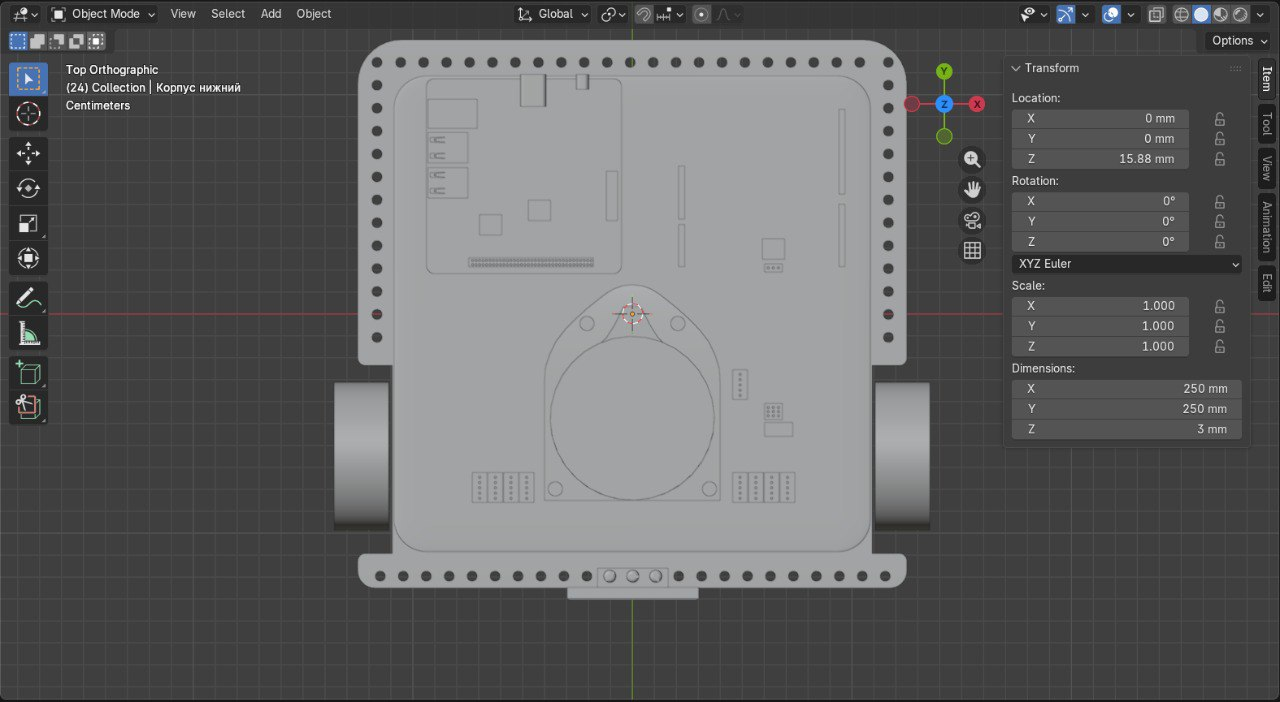 Object Mode View Select Add Object Global
Options
Top Orthographic
(24) Collection | Корпус нижний
Centimeters
Y
Z
X
Transform
Location:
X 0 mm
Y 0 mm
Z 15.88 mm
Rotation:
X 0°
Y 0°
Z 0°
XYZ Euler
Scale:
X 1.000
Y 1.000
Z 1.000
Dimensions:
X 250 mm
Y 250 mm
Z 3 mm
Item
Tool
View
Animation
Edit